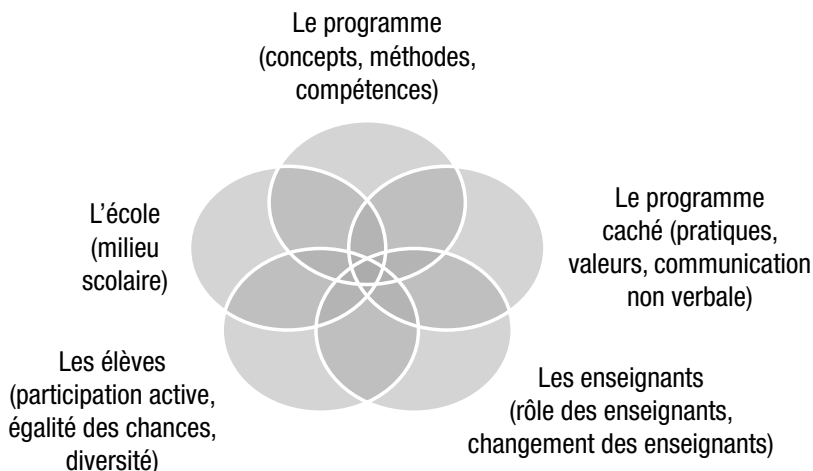 Le programme
(concepts, méthodes,
compétences)
L’école
(milieu
scolaire)
Le programme
caché (pratiques,
valeurs, communication
non verbale)
Les élèves
(participation active,
égalité des chances,
diversité)
Les enseignants
(rôle des enseignants,
changement des enseignants)